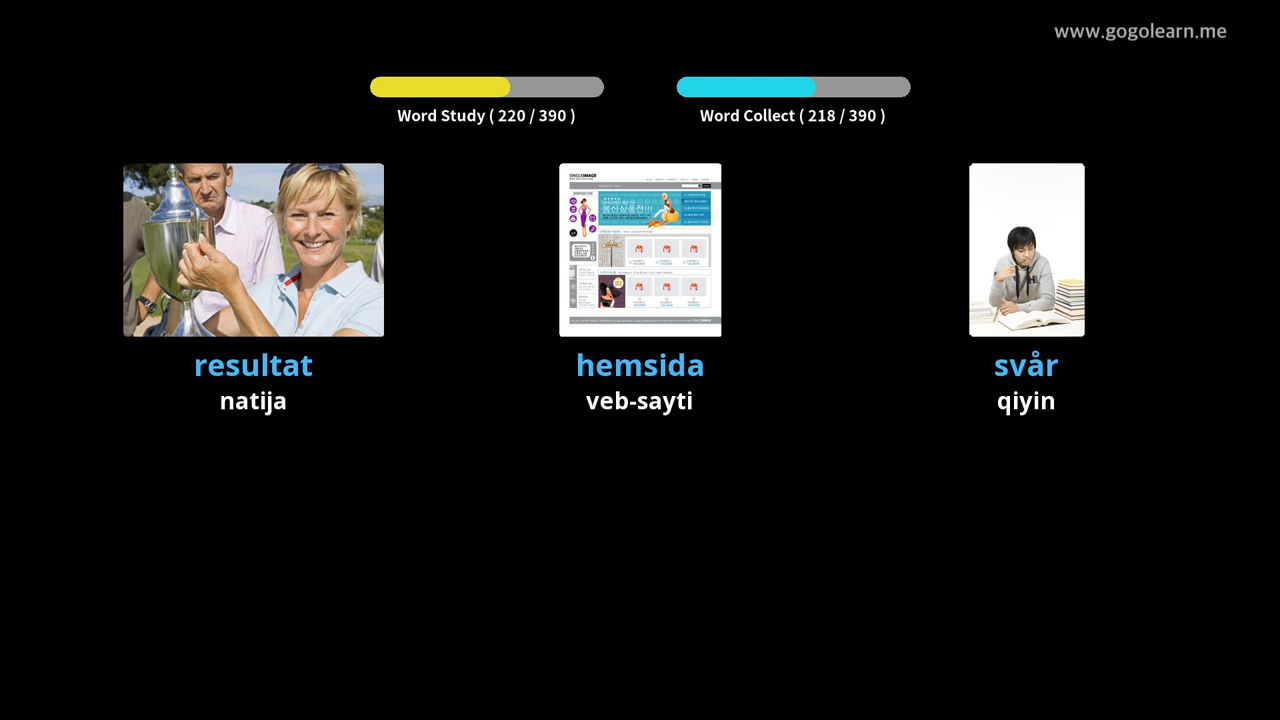 www.gogolearn.me
Word Study ( 220 / 390 )
Word Collect ( 218 / 390 )
resultat
natija
hemsida
veb-sayti
svår
qiyin